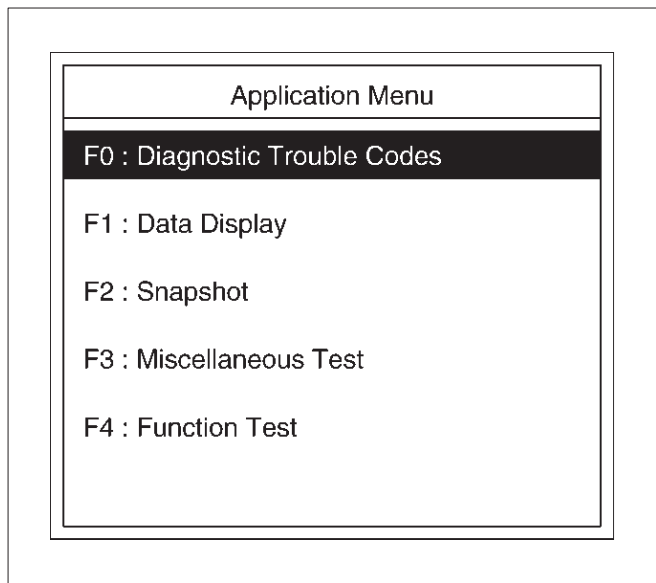 Application Menu
F0 : Diagnostic Trouble Codes
F1 : Data Display
F2 : Snapshot
F3 : Miscellaneous Test
F4 : Function Test